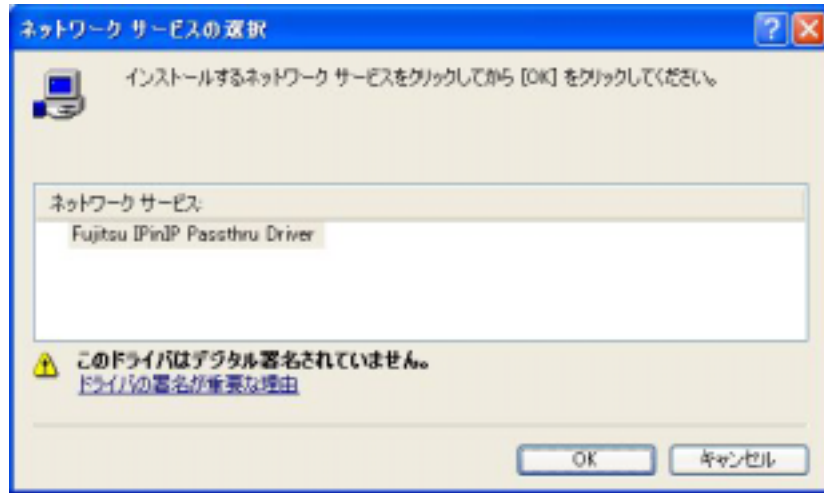 ネットワーク サービスの選択
インストールするネットワーク サービスをクリックしてから [OK] をクリックしてください。
ネットワーク サービス:
Fujitsu IPinIP Passthru Driver
このドライバはデジタル署名されていません。
ドライバの署名が重要な理由
OK
キャンセル